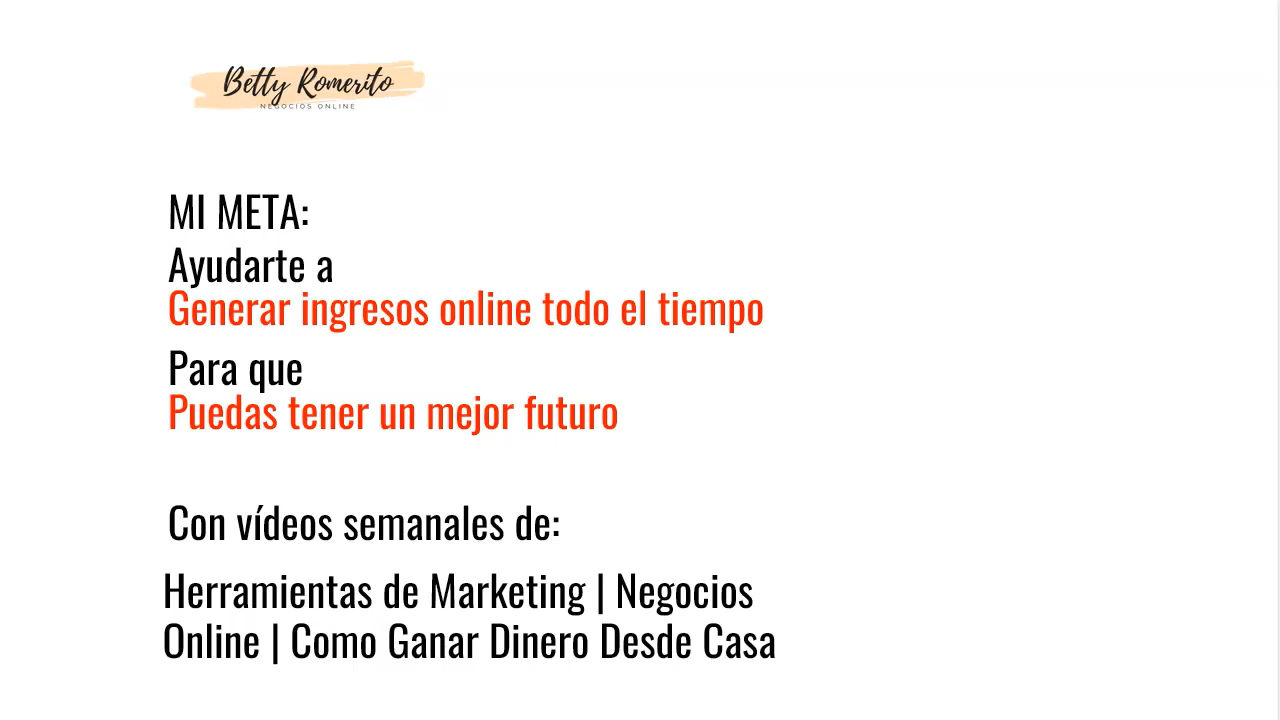 Betty Romerito
NEGOCIOS ONLINE
MI META:
Ayudarte a
Generar ingresos online todo el tiempo
Para que
Puedas tener un mejor futuro
Con vídeos semanales de:
Herramientas de Marketing | Negocios
Online | Como Ganar Dinero Desde Casa